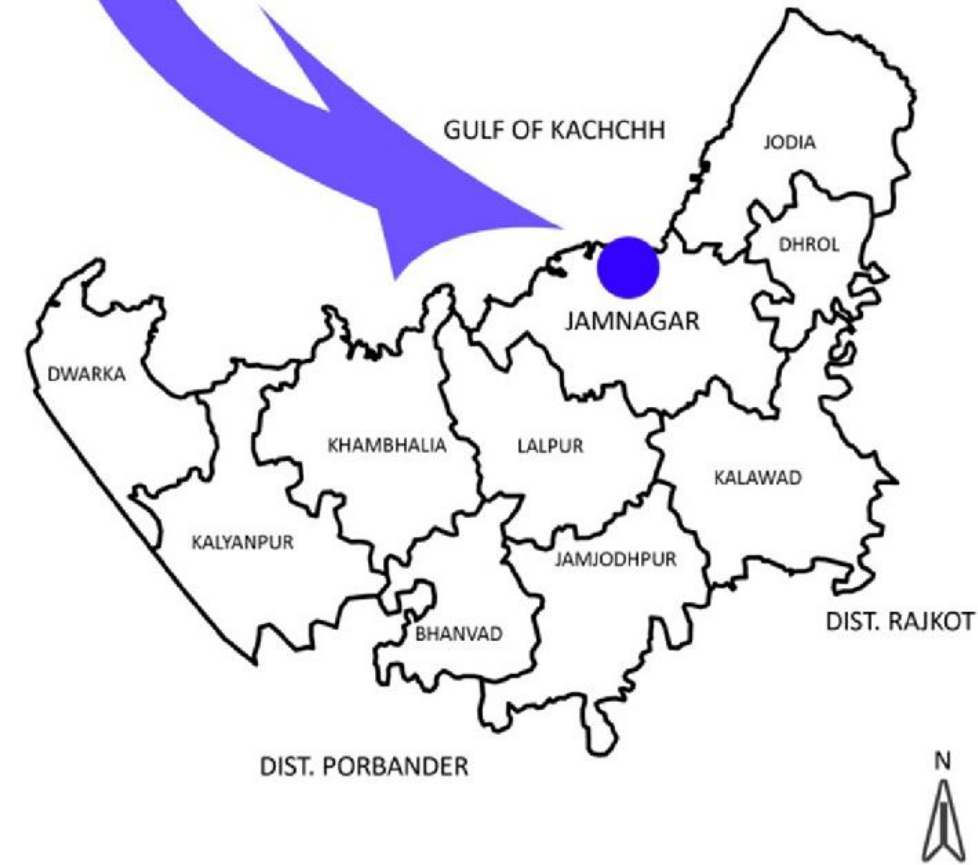 GULF OF KACHCHH
JODIA
DHROL
JAMNAGAR
DWARKA
KHAMBHALIA
LALPUR
KALAWAD
KALYANPUR
JAMJODHPUR
BHANVAD
DIST. RAJKOT
DIST. PORBANDER
N